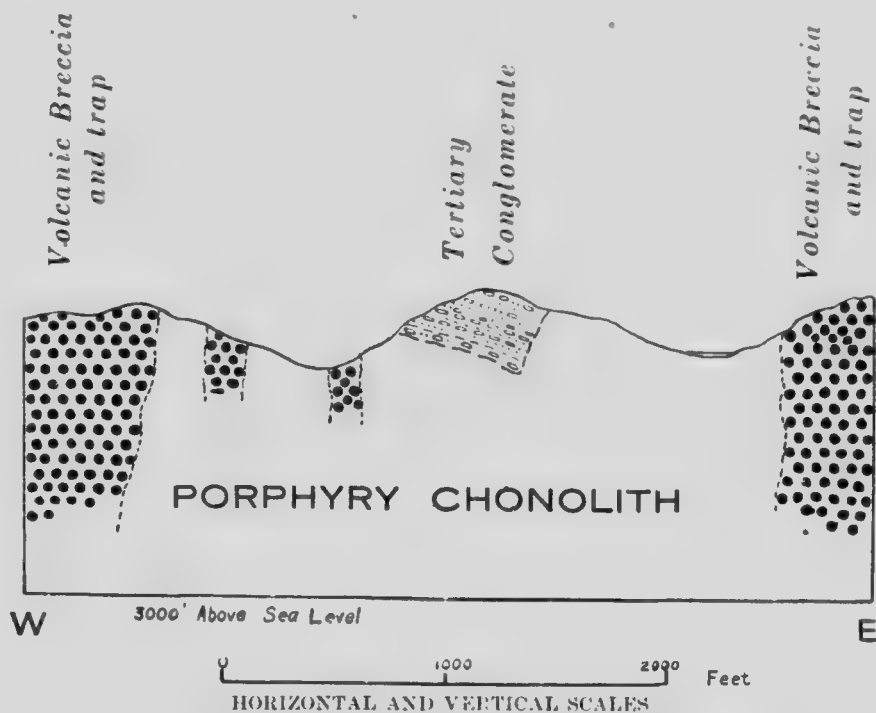 Volcanic Breccia
and trap
Tertiary
Conglomerate
Volcanic Breccia
and trap
PORPHYRY CHONOLITH
W
3000' Above Sea Level
E
0 1000 2000 Feet
HORIZONTAL AND VERTICAL SCALES